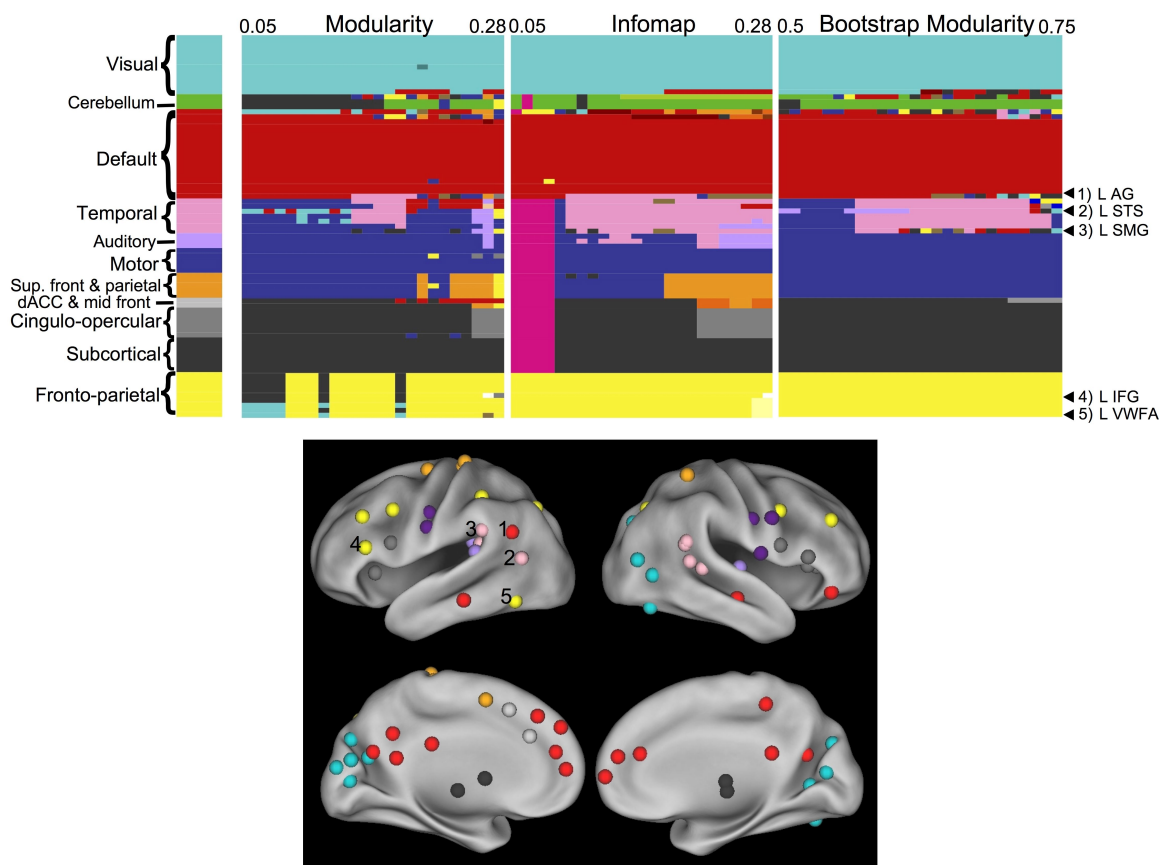 0.05 Modularity 0.28 0.05 Infomap 0.28 0.5 Bootstrap Modularity 0.75
Visual
Cerebellum
Default
1) L AG
Temporal
2) L STS
3) L SMG
Auditory
Motor
Sup. front & parietal
dACC & mid front
Cingulo-opercular
Subcortical
Fronto-parietal
4) L IFG
5) L VWFA
3 1
4
2
5